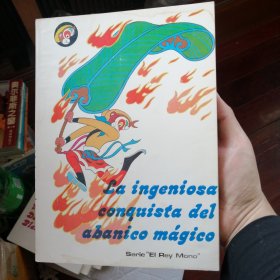 La ingeniosa
conquista del
abanico mágico
Serie "El Rey Mono"